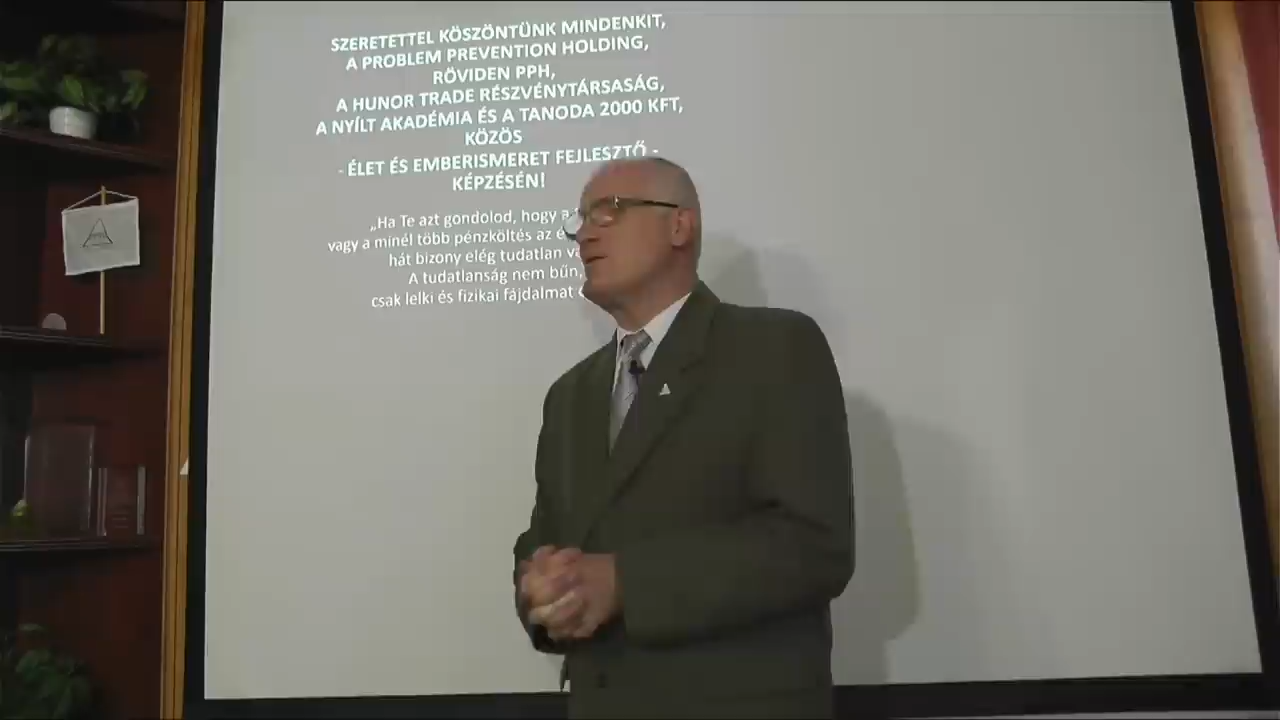 SZERETETTEL KÖSZÖNTÜNK MINDENKIT,
A PROBLEM PREVENTION HOLDING,
RÖVIDEN PPH,
A HUNOR TRADE RÉSZVÉNYTÁRSASÁG,
A NYÍLT AKADÉMIA ÉS A TANODA 2000 KFT,
KÖZÖS
- ÉLET ÉS EMBERISMERET FEJLESZTŐ -
KÉPZÉSÉN!
„Ha Te azt gondolod, hogy a
vagy a minél több pénzköltés az
hát bizony elég tudatlan
A tudatlanság nem bűn,
csak lelki és fizikai fájdalmat